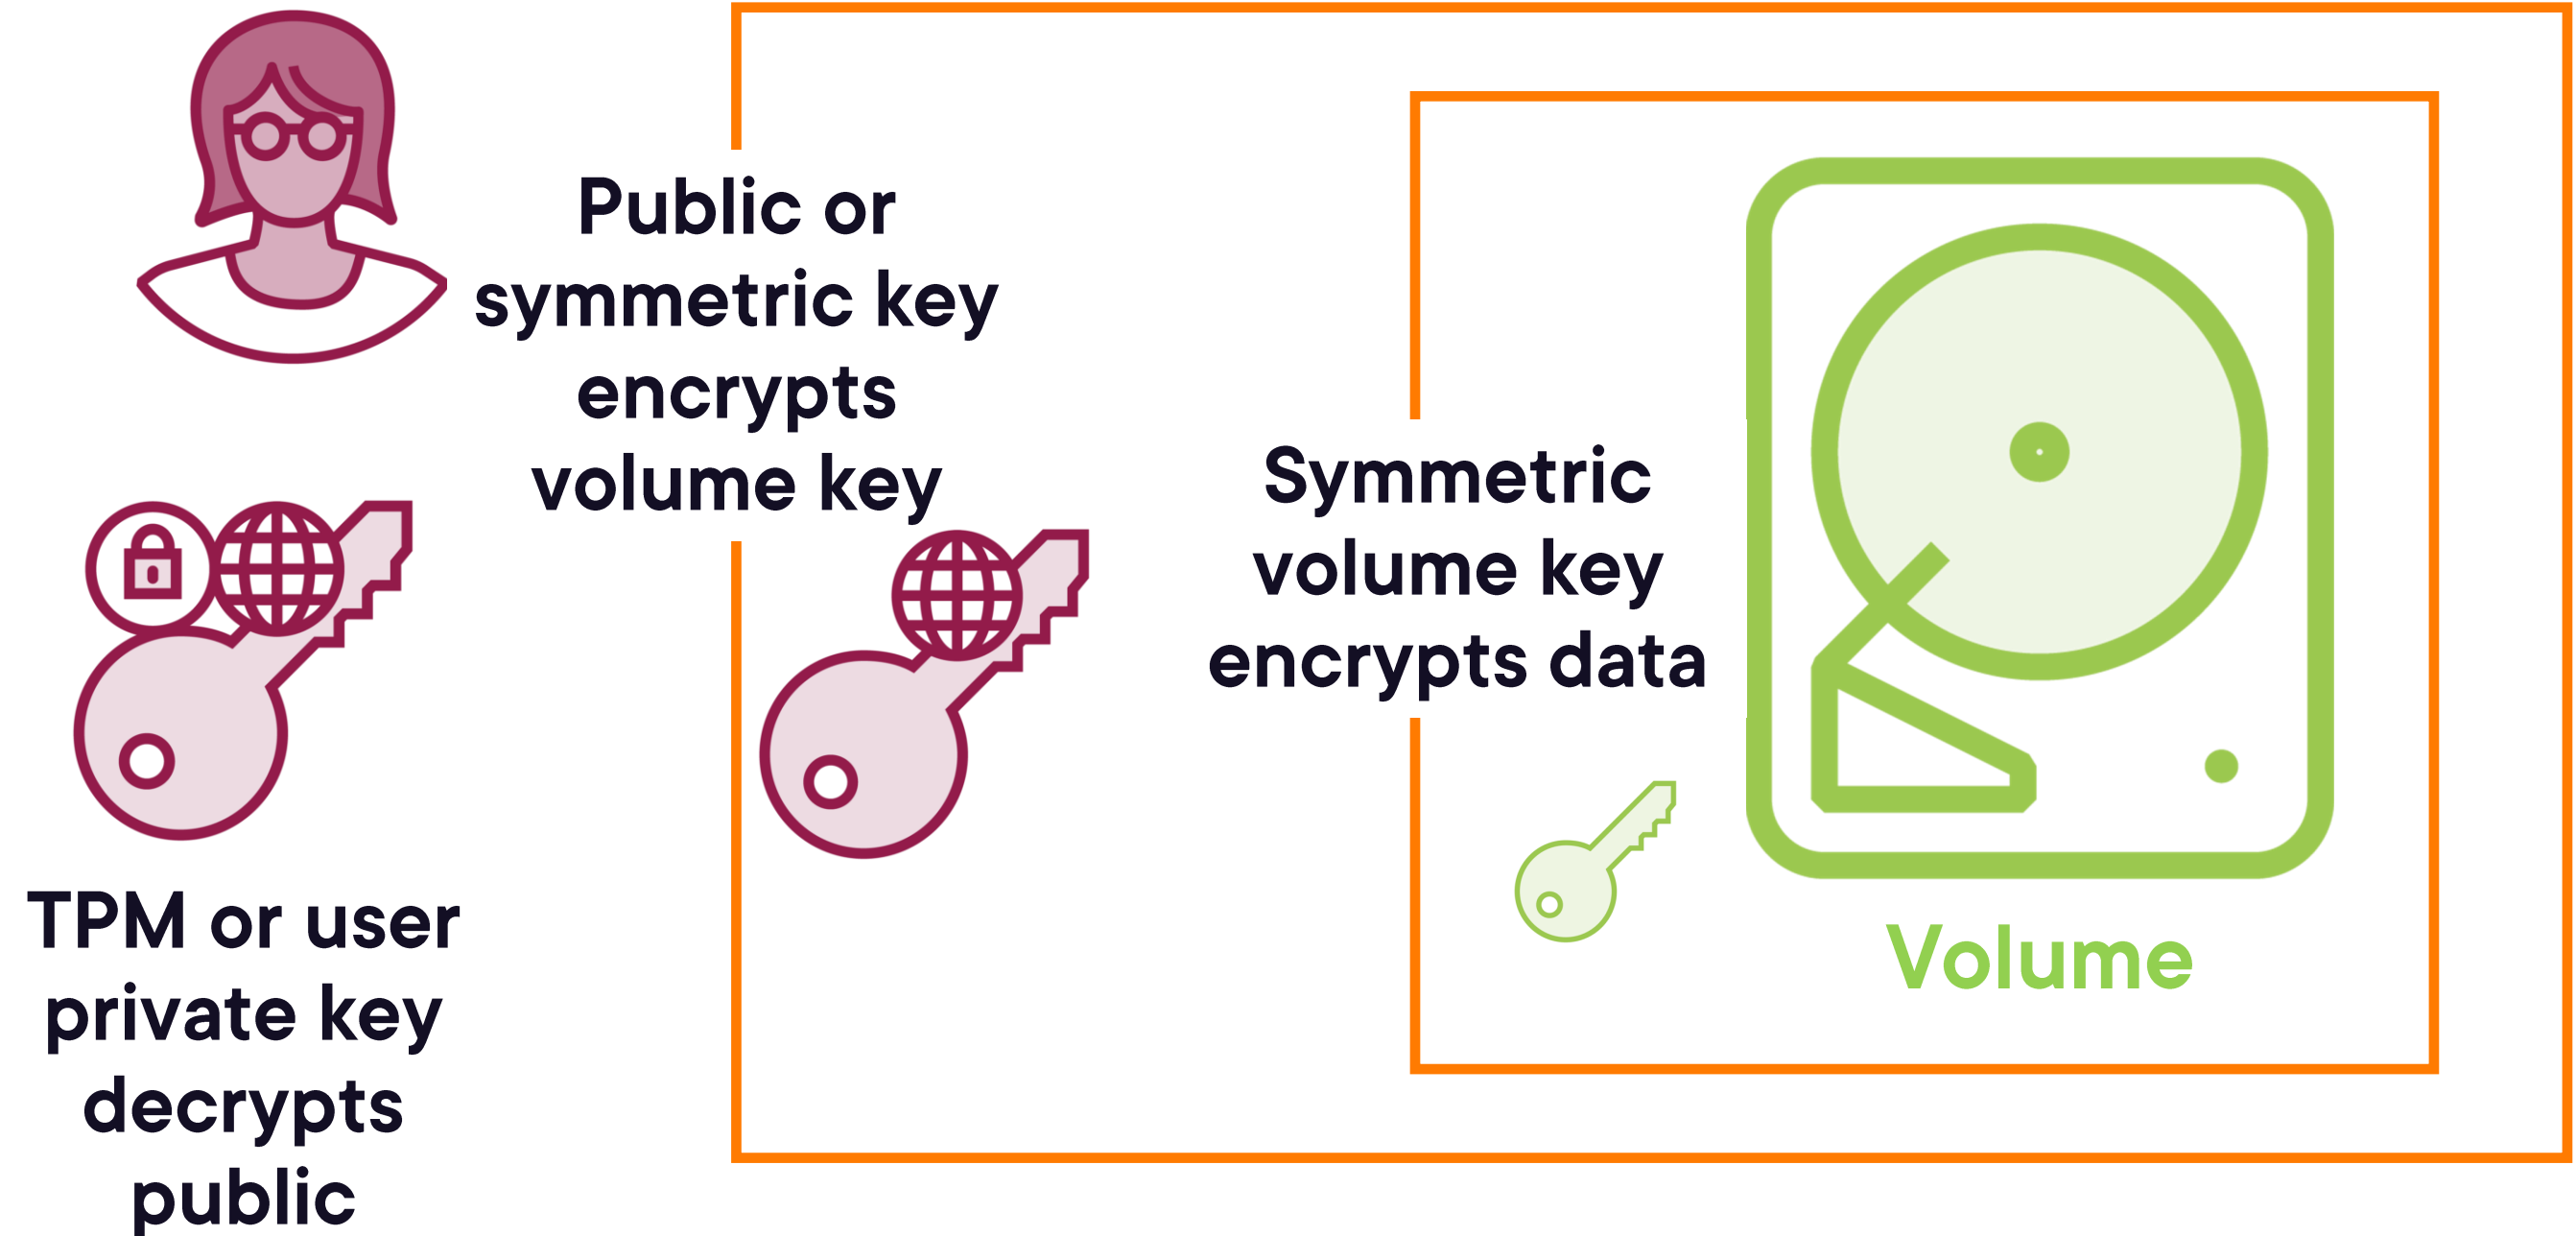 Public or
symmetric key
encrypts
volume key
Symmetric
volume key
encrypts data
TPM or user
private key
decrypts
public
Volume